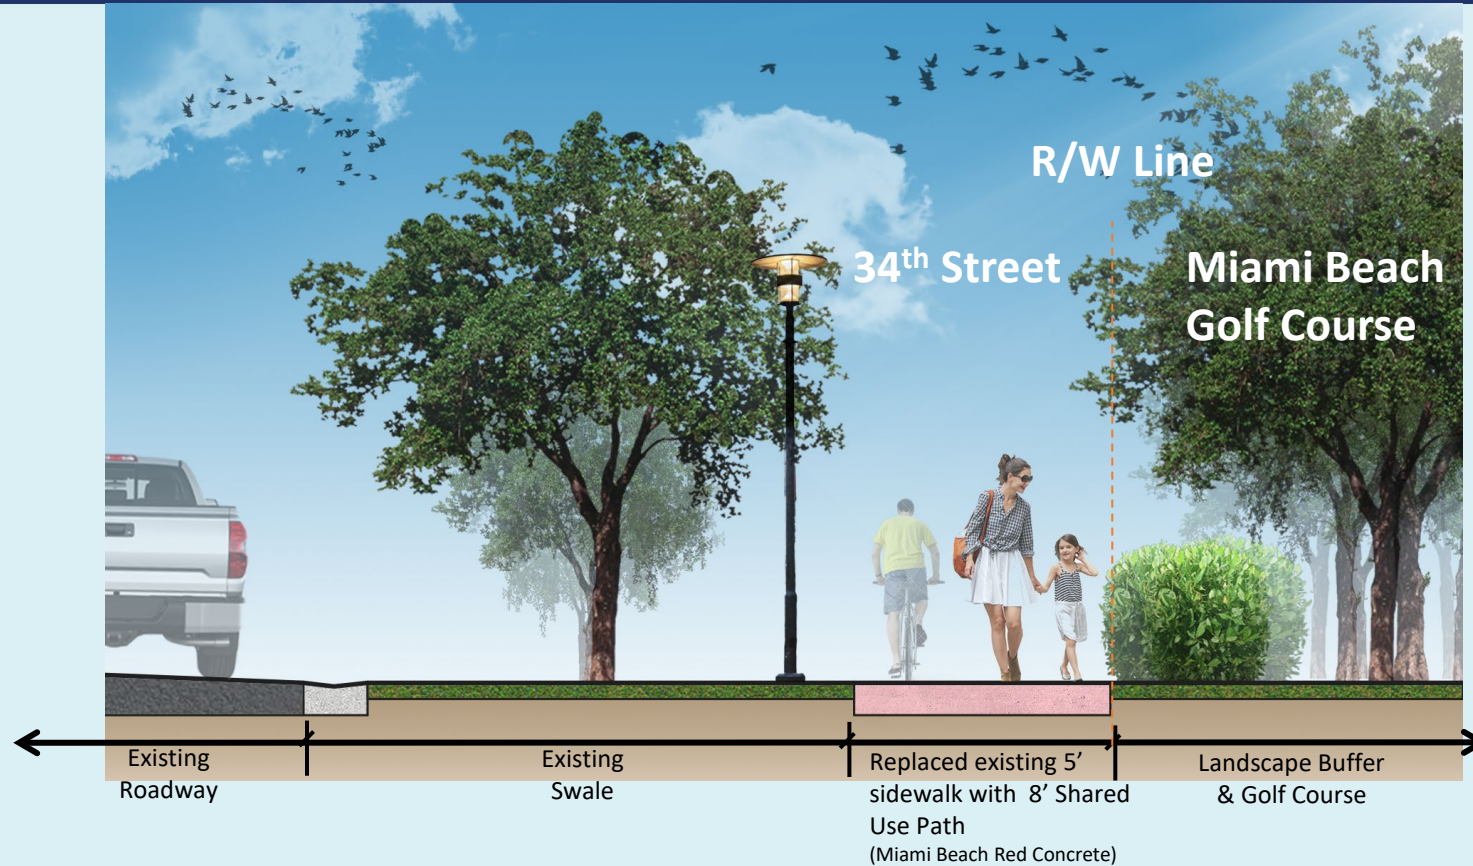 R/W Line
34th Street
Miami Beach
Golf Course
Existing
Roadway
Existing
Swale
Replaced existing 5’
sidewalk with  8’ Shared
Use Path
(Miami Beach Red Concrete)
Landscape Buffer
& Golf Course